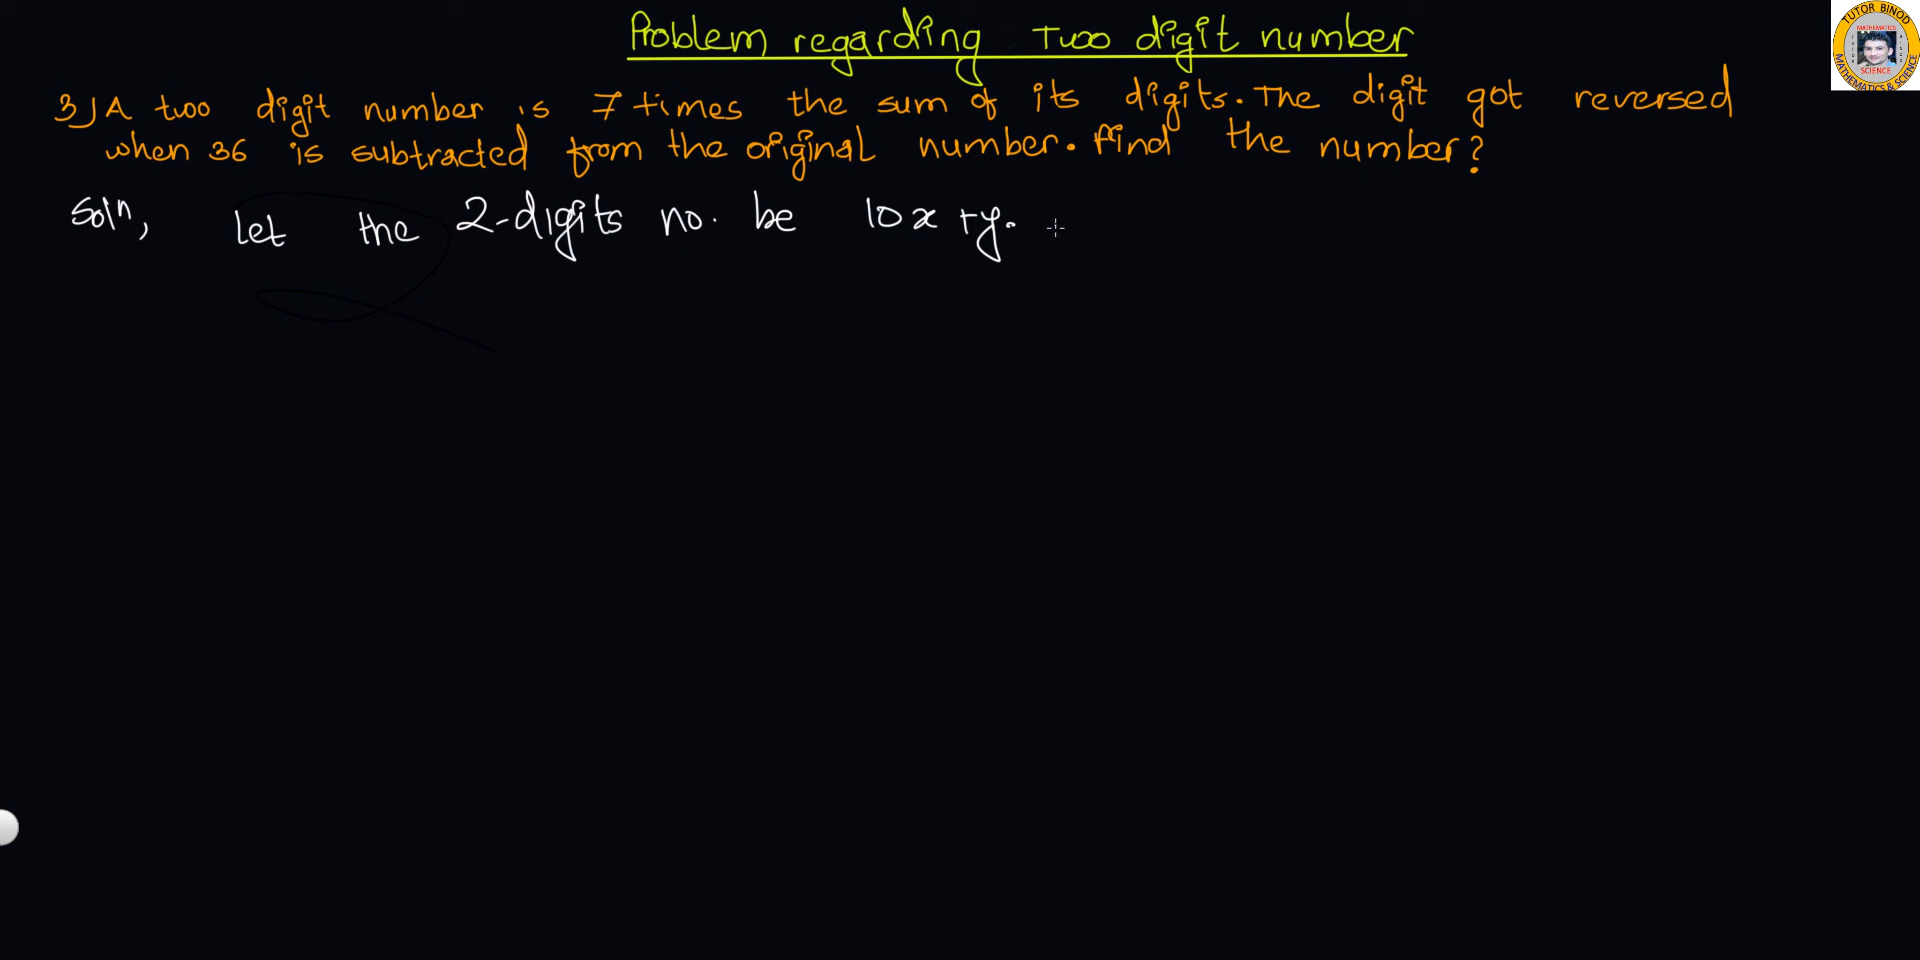 Problem regarding Two digit number
3) A two digit number is 7 times the sum of its digits. The digit got reversed
when 36 is subtracted from the original number. Find the number?
Soln, let the 2-digits no. be 10x + y.
TUTOR BINOD
MATHEMATICS
SCIENCE
MATHEMATICS & SCIENCE